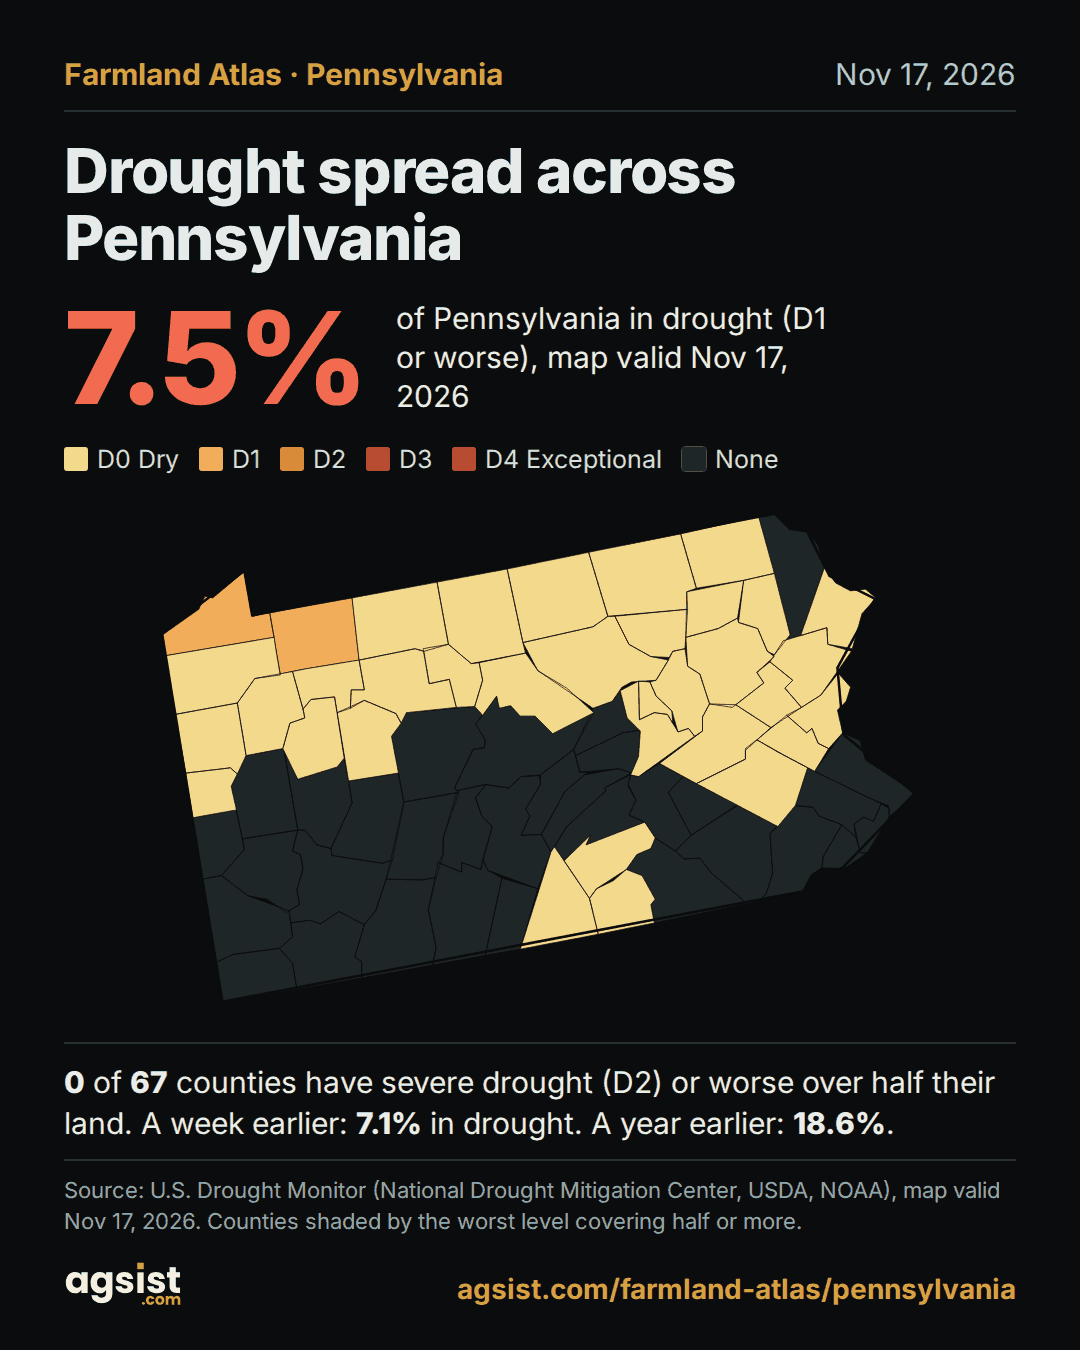 Farmland Atlas · Pennsylvania
Nov 17, 2026
Drought spread across
Pennsylvania
7.5%
of Pennsylvania in drought (D1
or worse), map valid Nov 17,
2026
D0 Dry D1 D2 D3 D4 Exceptional None
0 of 67 counties have severe drought (D2) or worse over half their
land. A week earlier: 7.1% in drought. A year earlier: 18.6%.
Source: U.S. Drought Monitor (National Drought Mitigation Center, USDA, NOAA), map valid
Nov 17, 2026. Counties shaded by the worst level covering half or more.
agsist
.com
agsist.com/farmland-atlas/pennsylvania